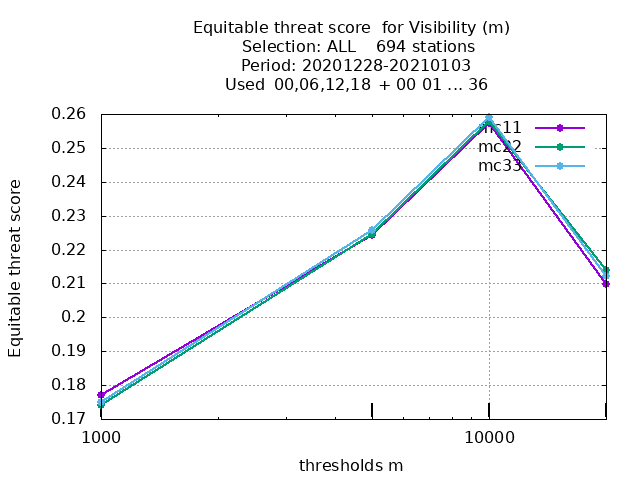 Equitable threat score for Visibility (m)
Selection: ALL 694 stations
Period: 20201228-20210103
Used 00,06,12,18 + 00 01 ... 36
0.26
0.25
0.24
0.23
0.22
0.21
0.2
0.19
0.18
0.17
Equitable threat score
mc11
mc22
mc33
1000
10000
thresholds m